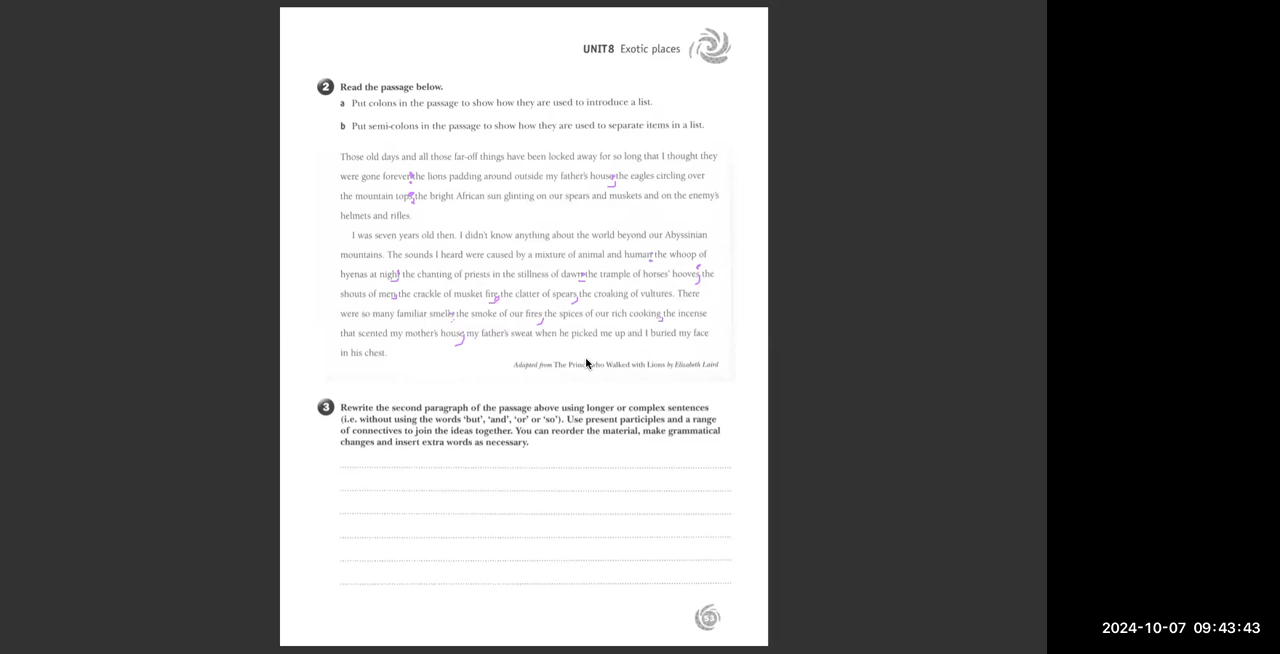 UNIT 8 Exotic places
2 Read the passage below.
a Put colons in the passage to show how they are used to introduce a list.
b Put semi-colons in the passage to show how they are used to separate items in a list.
Those old days and all those far-off things have been locked away for so long that I thought they
were gone forever: the lions padding around outside my father's house; the eagles circling over
the mountain tops; the bright African sun glinting on our spears and muskets and on the enemy's
helmets and rifles.
I was seven years old then. I didn't know anything about the world beyond our Abyssinian
mountains. The sounds I heard were caused by a mixture of animal and human: the whoop of
hyenas at night; the chanting of priests in the stillness of dawn; the trample of horses' hooves; the
shouts of men; the crackle of musket fire; the clatter of spears; the croaking of vultures. There
were so many familiar smells: the smoke of our fires; the spices of our rich cooking; the incense
that scented my mother's house; my father's sweat when he picked me up and I buried my face
in his chest.
Adapted from The Prince Who Walked with Lions by Elizabeth Laird
3 Rewrite the second paragraph of the passage above using longer or complex sentences
(i.e. without using the words 'but', 'and', 'or' or 'so'). Use present participles and a range
of connectives to join the ideas together. You can reorder the material, make grammatical
changes and insert extra words as necessary.
53
2024-10-07 09:43:43